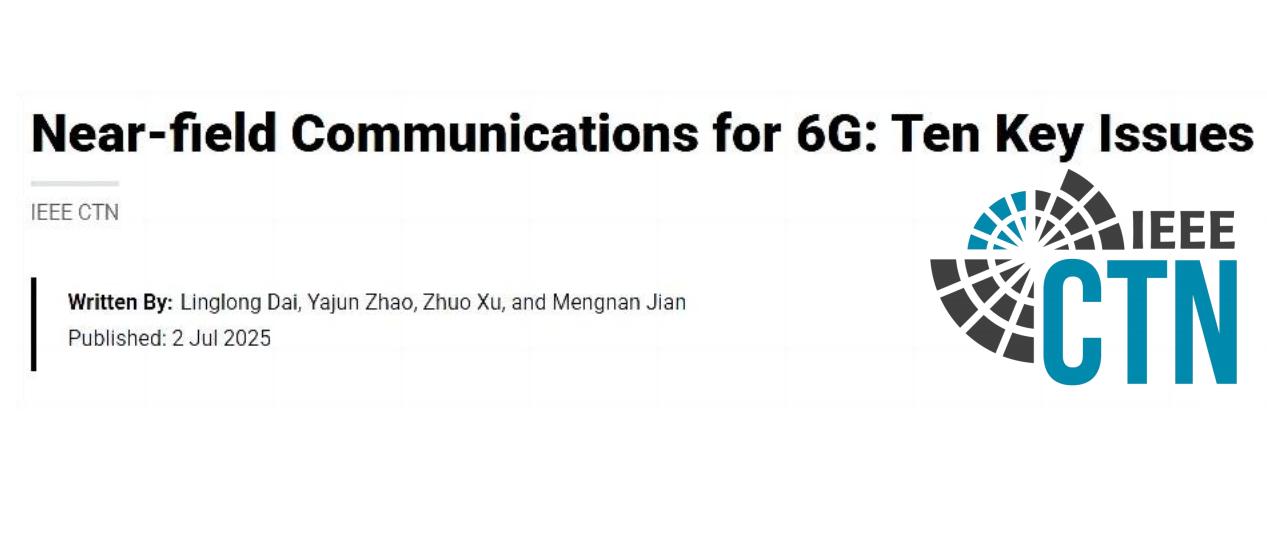 Near-field Communications for 6G: Ten Key Issues
IEEE CTN
Written By: Linglong Dai, Yajun Zhao, Zhuo Xu, and Mengnan Jian
Published: 2 Jul 2025
IEEE
CTN